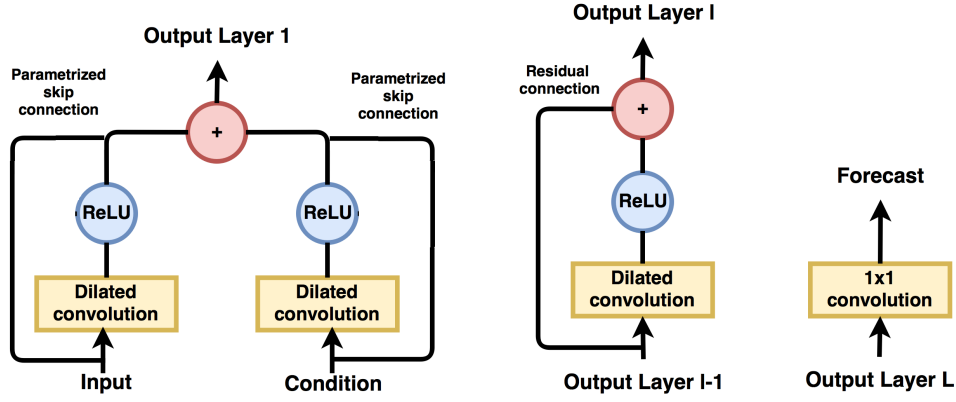 Output Layer 1
Parametrized
skip
connection
Parametrized
skip
connection
+
ReLU
ReLU
Dilated
convolution
Dilated
convolution
Input
Condition
Output Layer l
Residual
connection
+
ReLU
Dilated
convolution
Output Layer l-1
Forecast
1x1
convolution
Output Layer L